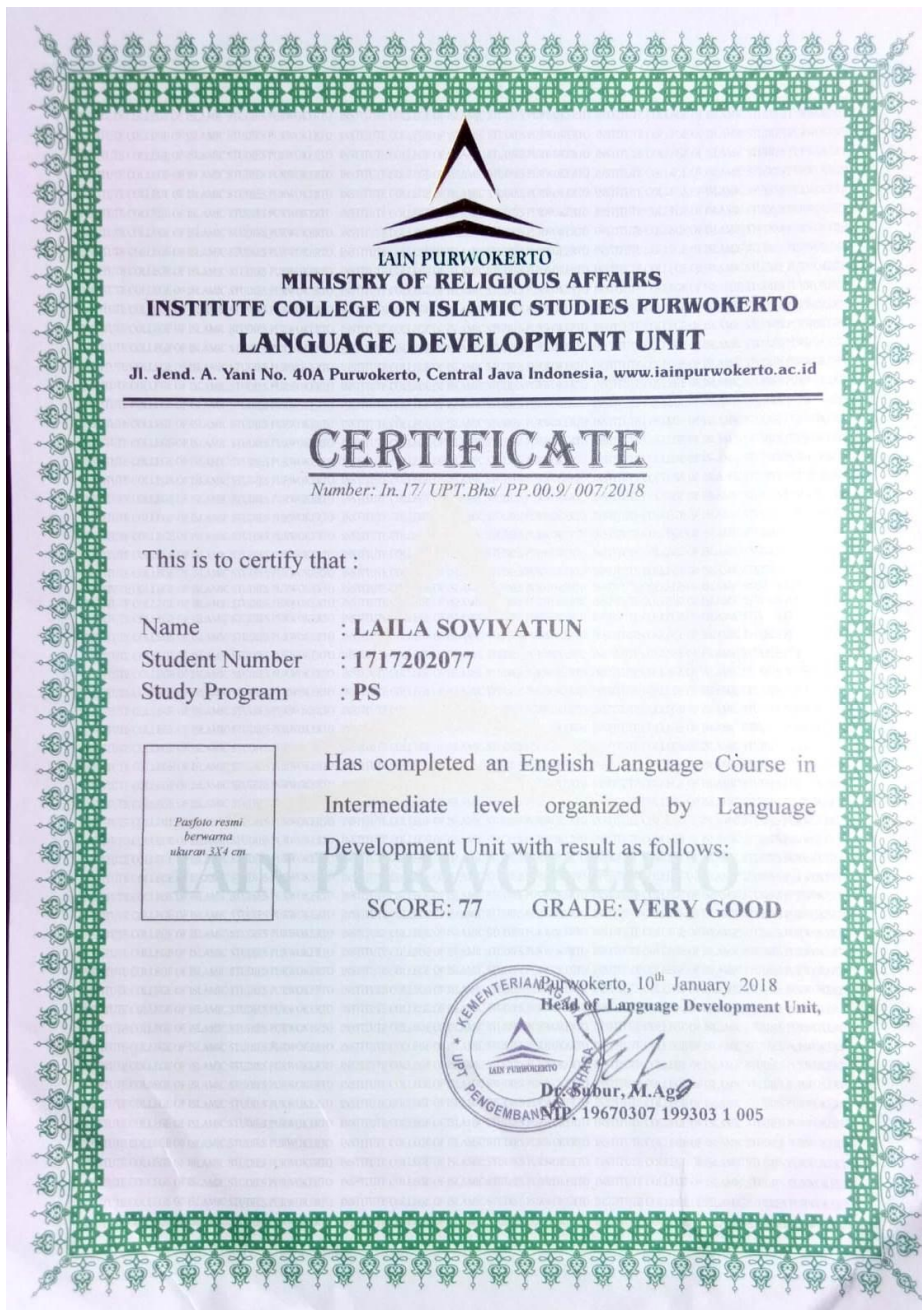 IAIN PURWOKERTO
MINISTRY OF RELIGIOUS AFFAIRS
INSTITUTE COLLEGE ON ISLAMIC STUDIES PURWOKERTO
LANGUAGE DEVELOPMENT UNIT
Jl. Jend. A. Yani No. 40A Purwokerto, Central Java Indonesia, www.iainpurwokerto.ac.id
CERTIFICATE
Number: In.17/ UPT.Bhs/ PP.00.9/ 007/2018
This is to certify that :
Name : LAILA SOVIYATUN
Student Number : 1717202077
Study Program : PS
Has completed an English Language Course in
Intermediate level organized by Language
Development Unit with result as follows:
Pasfoto resmi
berwarna
ukuran 3X4 cm
IAIN PURWOKERTO
SCORE: 77 GRADE: VERY GOOD
Purwokerto, 10th January 2018
Head of Language Development Unit,
KEMENTERIAN
IAIN PURWOKERTO
UPT PENGEMBANGAN BAHASA
Dr. Subur, M.Ag
NIP. 19670307 199303 1 005